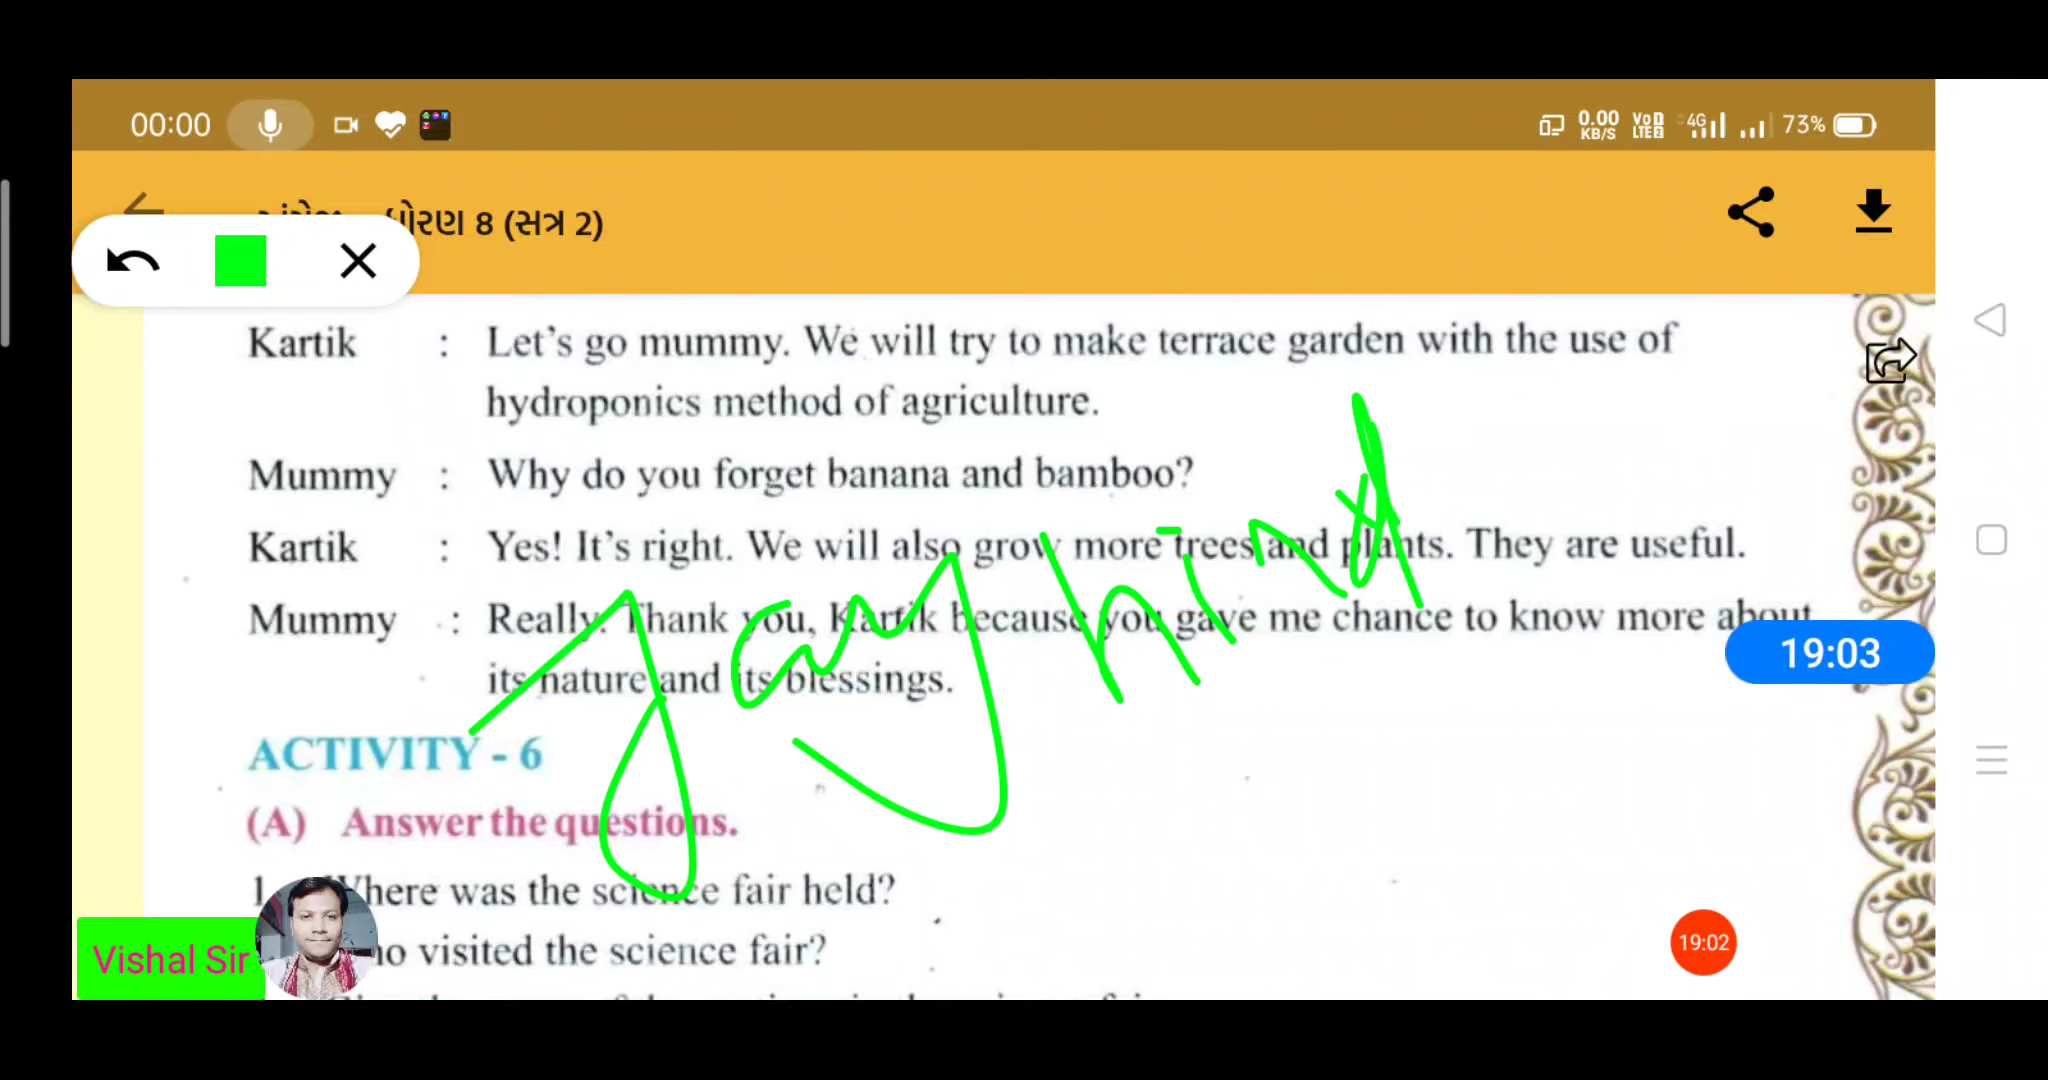 00:00 0.00 KB/S Vo LTE 2 4G 73%
ધોરણ 8 (સત્ર 2)
Kartik : Let's go mummy. We will try to make terrace garden with the use of
hydroponics method of agriculture.
Mummy : Why do you forget banana and bamboo?
Kartik : Yes! It's right. We will also grow more trees and plants. They are useful.
Mummy : Really. Thank you, Kartik because you gave me chance to know more about
its nature and its blessings.
19:03
Jay hind
ACTIVITY - 6
(A) Answer the questions.
1. Where was the science fair held?
visited the science fair?
Vishal Sir
19:02